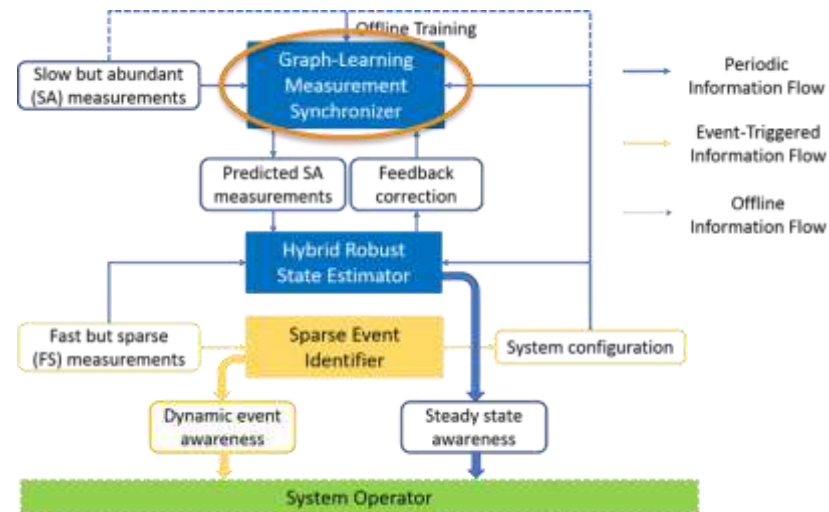 Offline Training
Slow but abundant
(SA) measurements
Graph-Learning
Measurement
Synchronizer
Periodic
Information Flow
Event-Triggered
Information Flow
Offline
Information Flow
Predicted SA
measurements
Feedback
correction
Hybrid Robust
State Estimator
Fast but sparse
(FS) measurements
Sparse Event
Identifier
System configuration
Dynamic event
awareness
Steady state
awareness
System Operator